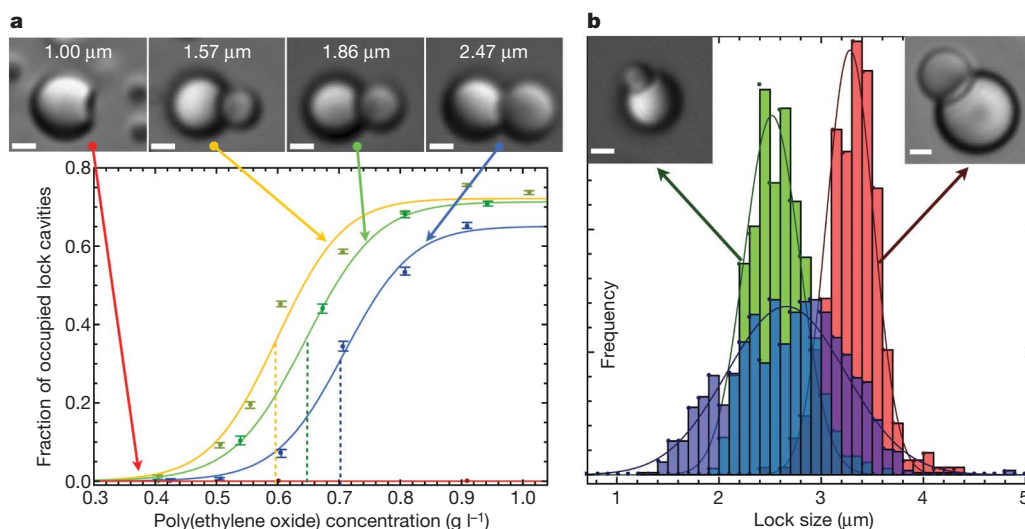 a
1.00 μm
1.57 μm
1.86 μm
2.47 μm
Fraction of occupied lock cavities
0.8
0.6
0.4
0.2
0.0
0.3 0.4 0.5 0.6 0.7 0.8 0.9 1.0
Poly(ethylene oxide) concentration (g l⁻¹)
b
Frequency
1 2 3 4 5
Lock size (μm)